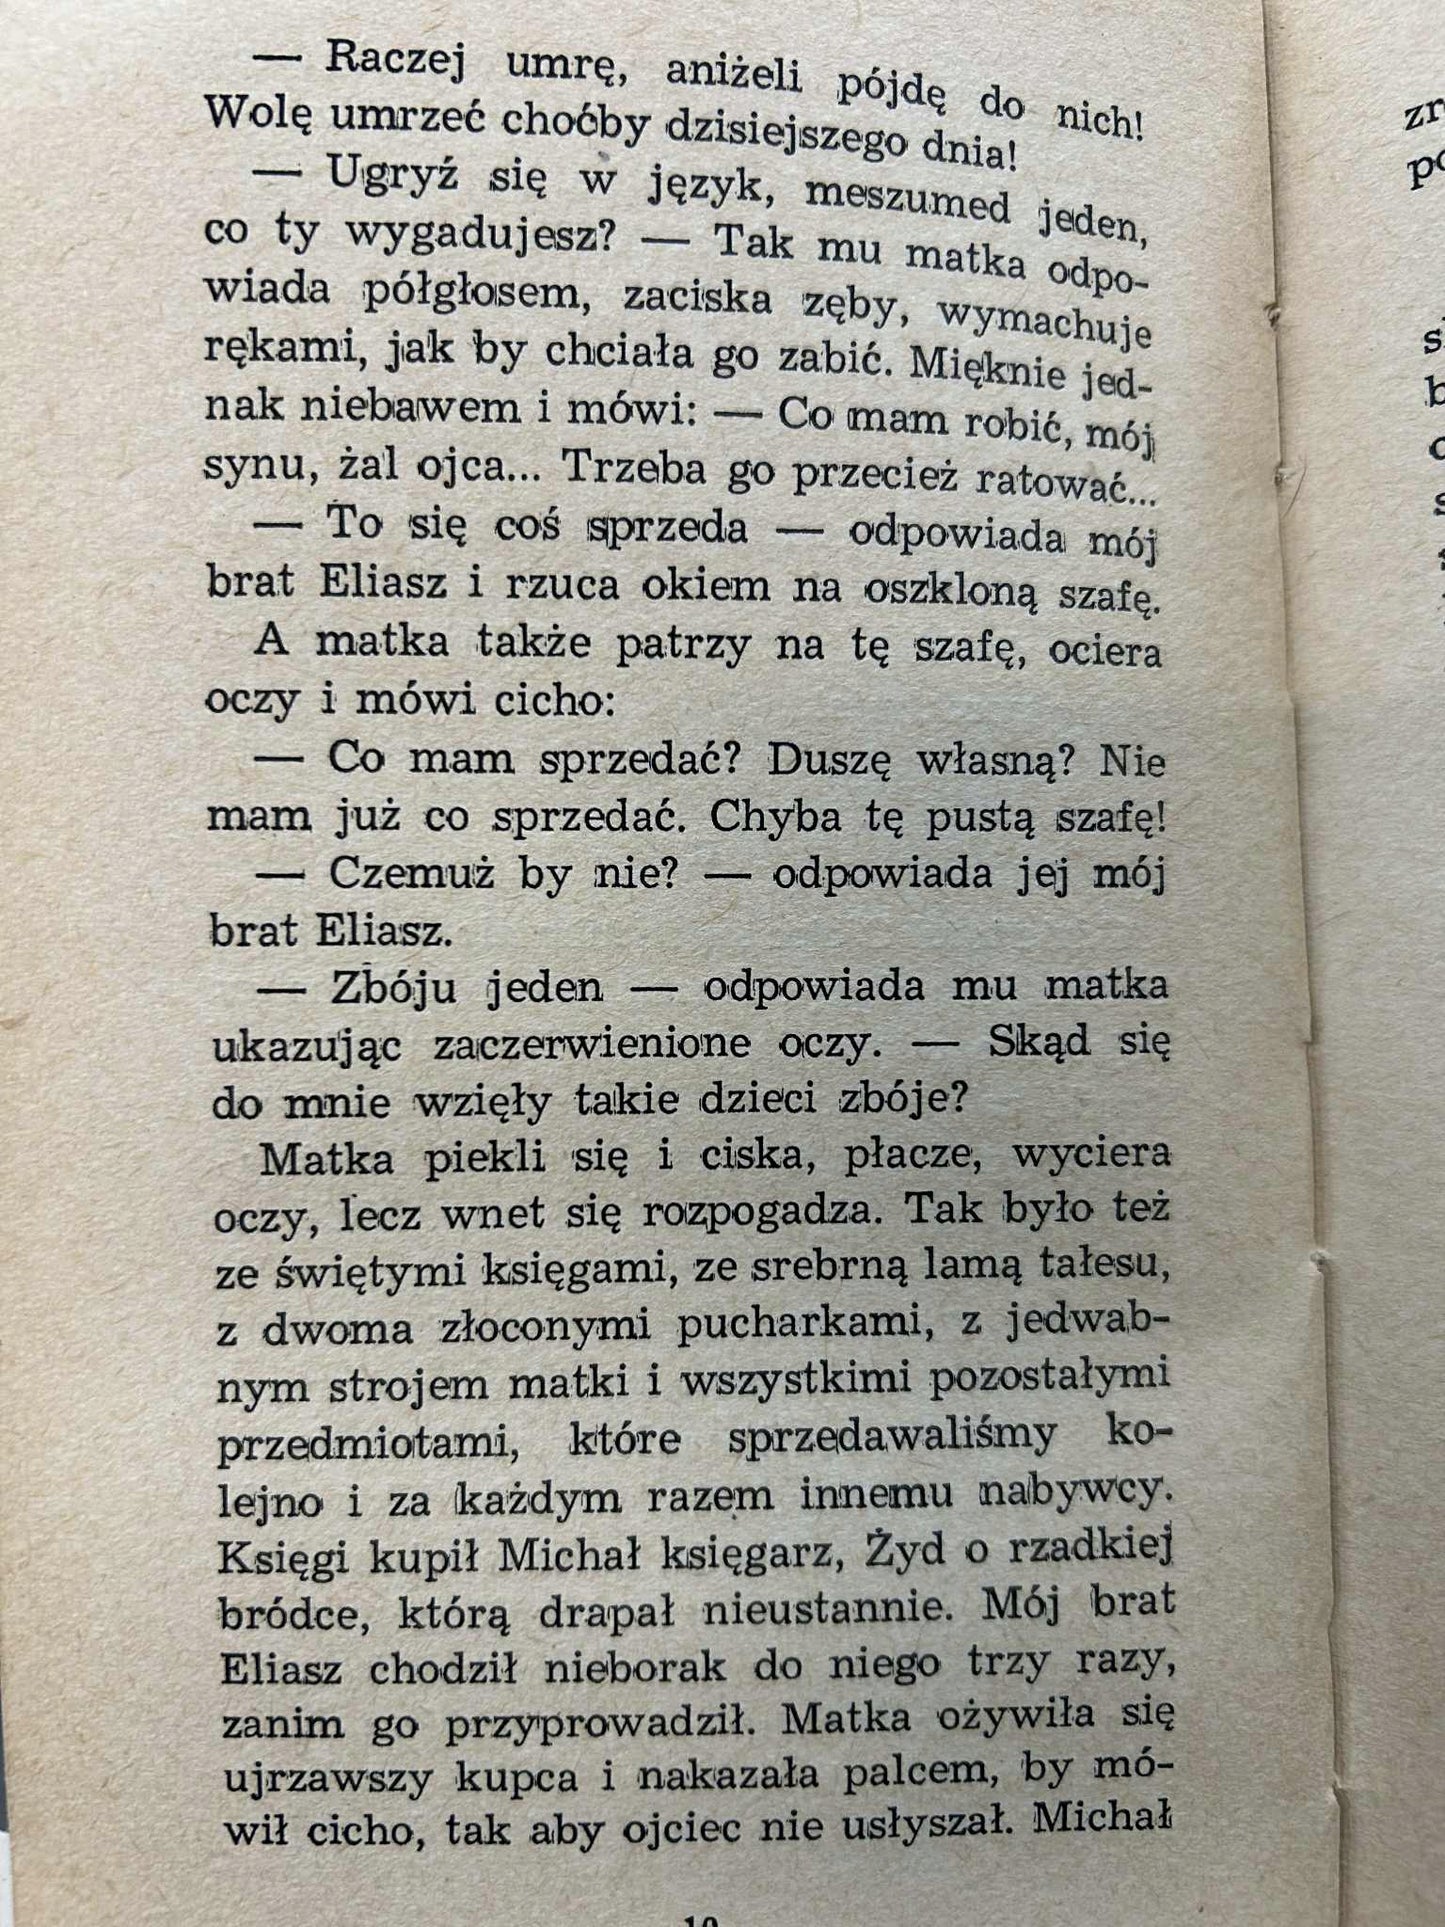 — Raczej umrę, aniżeli pójdę do nich!
Wolę umrzeć choćby dzisiejszego dnia!
— Ugryź się w język, meszumed jeden,
co ty wygadujesz? — Tak mu matka odpo-
wiada półgłosem, zaciska zęby, wymachuje
rękami, jak by chciała go zabić. Mięknie jed-
nak niebawem i mówi: — Co mam robić, mój
synu, żal ojca... Trzeba go przecież ratować...
— To się coś sprzeda — odpowiada mój
brat Eliasz i rzuca okiem na oszkloną szafę.
A matka także patrzy na tę szafę, ociera
oczy i mówi cicho:
— Co mam sprzedać? Duszę własną? Nie
mam już co sprzedać. Chyba tę pustą szafę!
— Czemuż by nie? — odpowiada jej mój
brat Eliasz.
— Zbóju jeden — odpowiada mu matka
ukazując zaczerwienione oczy. — Skąd się
do mnie wzięły takie dzieci zbóje?
Matka piekli się i ciska, płacze, wyciera
oczy, lecz wnet się rozpogadza. Tak było też
ze świętymi księgami, ze srebrną lamą tałesu,
z dwoma złoconymi pucharkami, z jedwab-
nym strojem matki i wszystkimi pozostałymi
przedmiotami, które sprzedawaliśmy ko-
lejno i za każdym razem innemu nabywcy.
Księgi kupił Michał księgarz, Żyd o rzadkiej
bródce, którą drapał nieustannie. Mój brat
Eliasz chodził nieborak do niego trzy razy,
zanim go przyprowadził. Matka ożywiła się
ujrzawszy kupca i nakazała palcem, by mó-
wił cicho, tak aby ojciec nie usłyszał. Michał